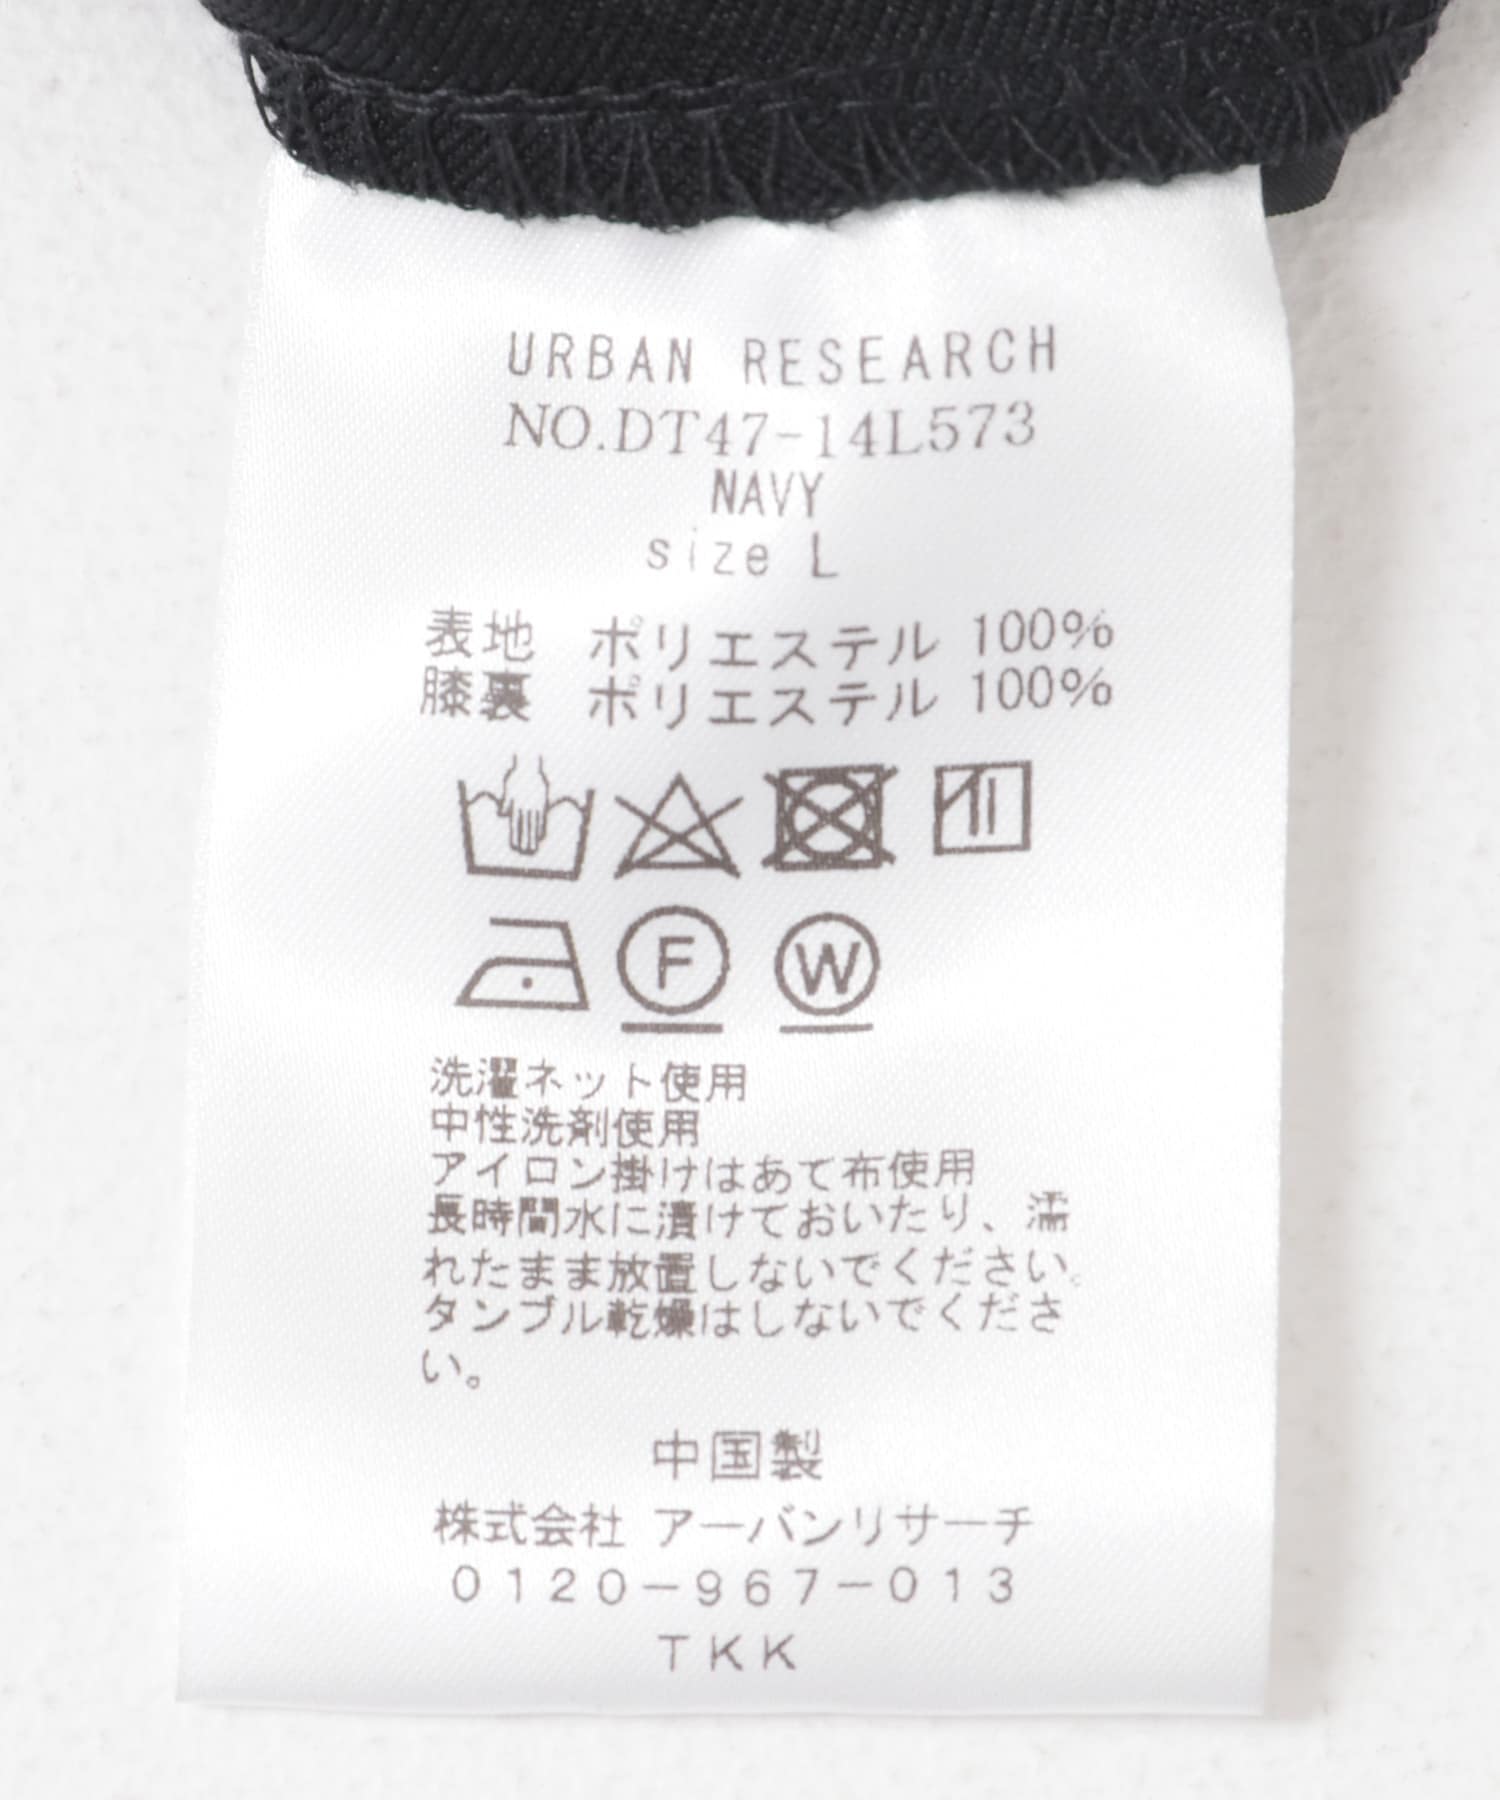 URBAN RESEARCH
NO.DT47-14L573
NAVY
size L
表地 ポリエステル 100%
膝裏 ポリエステル 100%
F W
洗濯ネット使用
中性洗剤使用
アイロン掛けはあて布使用
長時間水に漬けておいたり、濡
れたまま放置しないでください。
タンブル乾燥はしないでくださ
い。
中国製
株式会社 アーバンリサーチ
0120-967-013
TKK